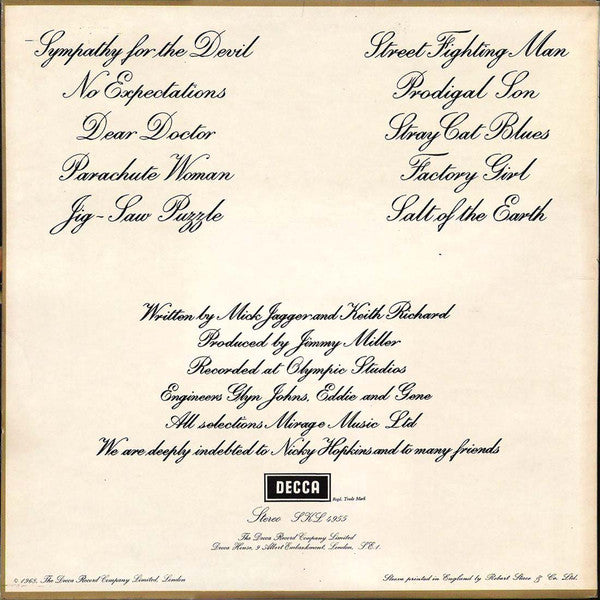 Sympathy for the Devil
No Expectations
Dear Doctor
Parachute Woman
Jig-Saw Puzzle
Street Fighting Man
Prodigal Son
Stray Cat Blues
Factory Girl
Salt of the Earth
Written by Mick Jagger and Keith Richard
Produced by Jimmy Miller
Recorded at Olympic Studios
Engineers Glyn Johns, Eddie and Gene
All selections Mirage Music Ltd
We are deeply indebted to Nicky Hopkins and to many friends
DECCA
Regd. Trade Mark
Stereo SKL 4955
The Decca Record Company Limited
Decca House, 9 Albert Embankment, London, S.E.1.
© 1968, The Decca Record Company Limited, London
Sleeve printed in England by Robert Stace & Co. Ltd.